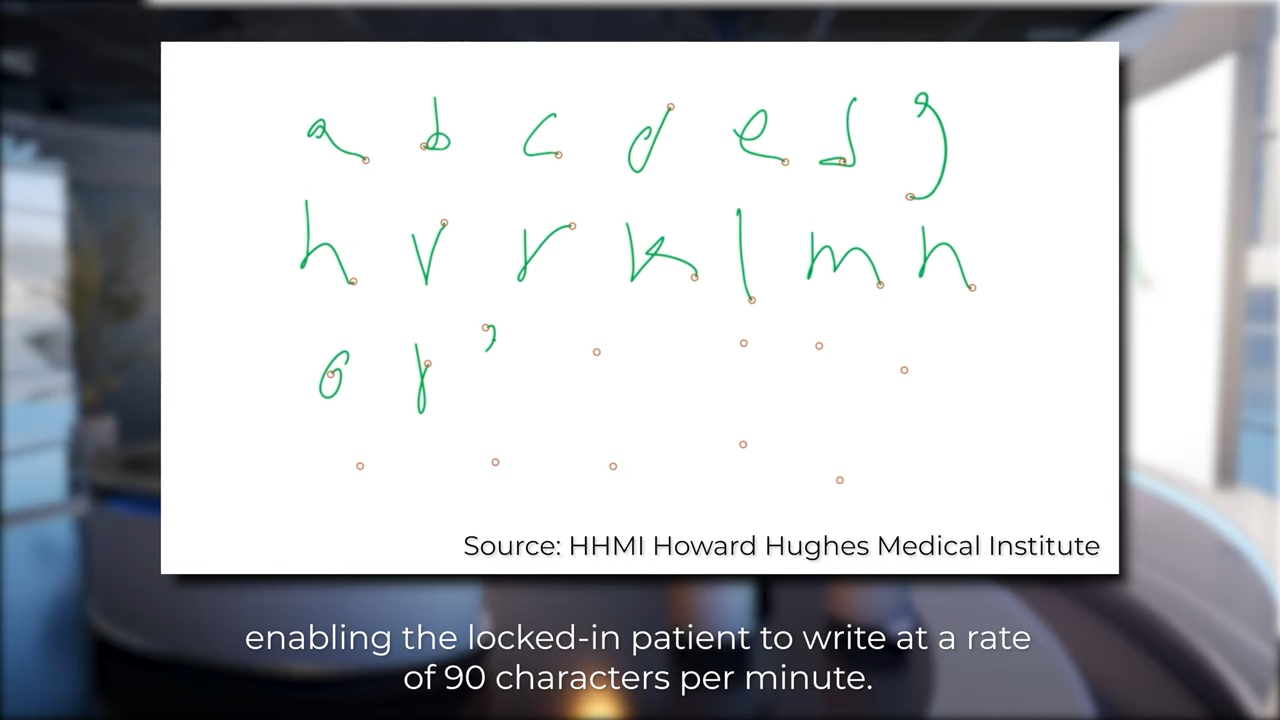 a b c d e s g
h v r k l m n
o γ ’
Source: HHMI Howard Hughes Medical Institute
enabling the locked-in patient to write at a rate
of 90 characters per minute.